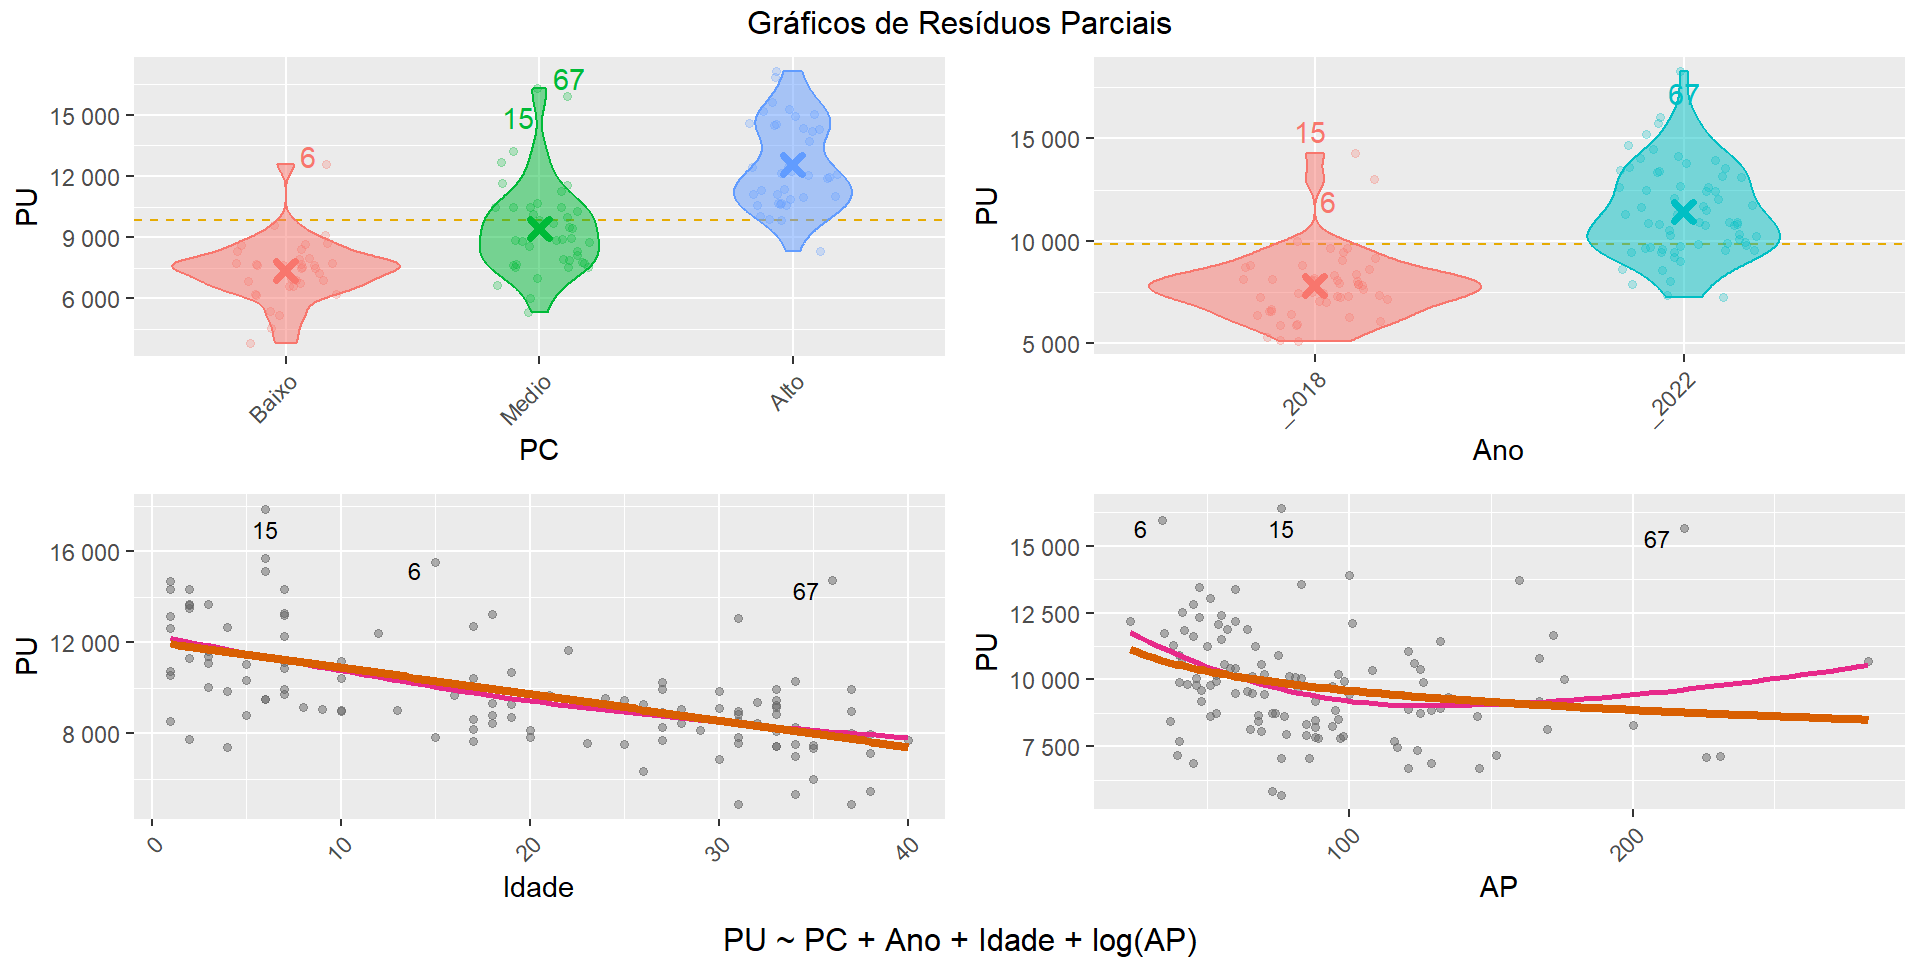 Gráficos de Resíduos Parciais
PU
15 000
12 000
9 000
6 000
6
15
67
Baixo
Medio
Alto
PC
PU
15 000
10 000
5 000
15
6
67
_2018
_2022
Ano
PU
16 000
12 000
8 000
15
6
67
0
10
20
30
40
Idade
PU
15 000
12 500
10 000
7 500
6
15
67
100
200
AP
PU ~ PC + Ano + Idade + log(AP)